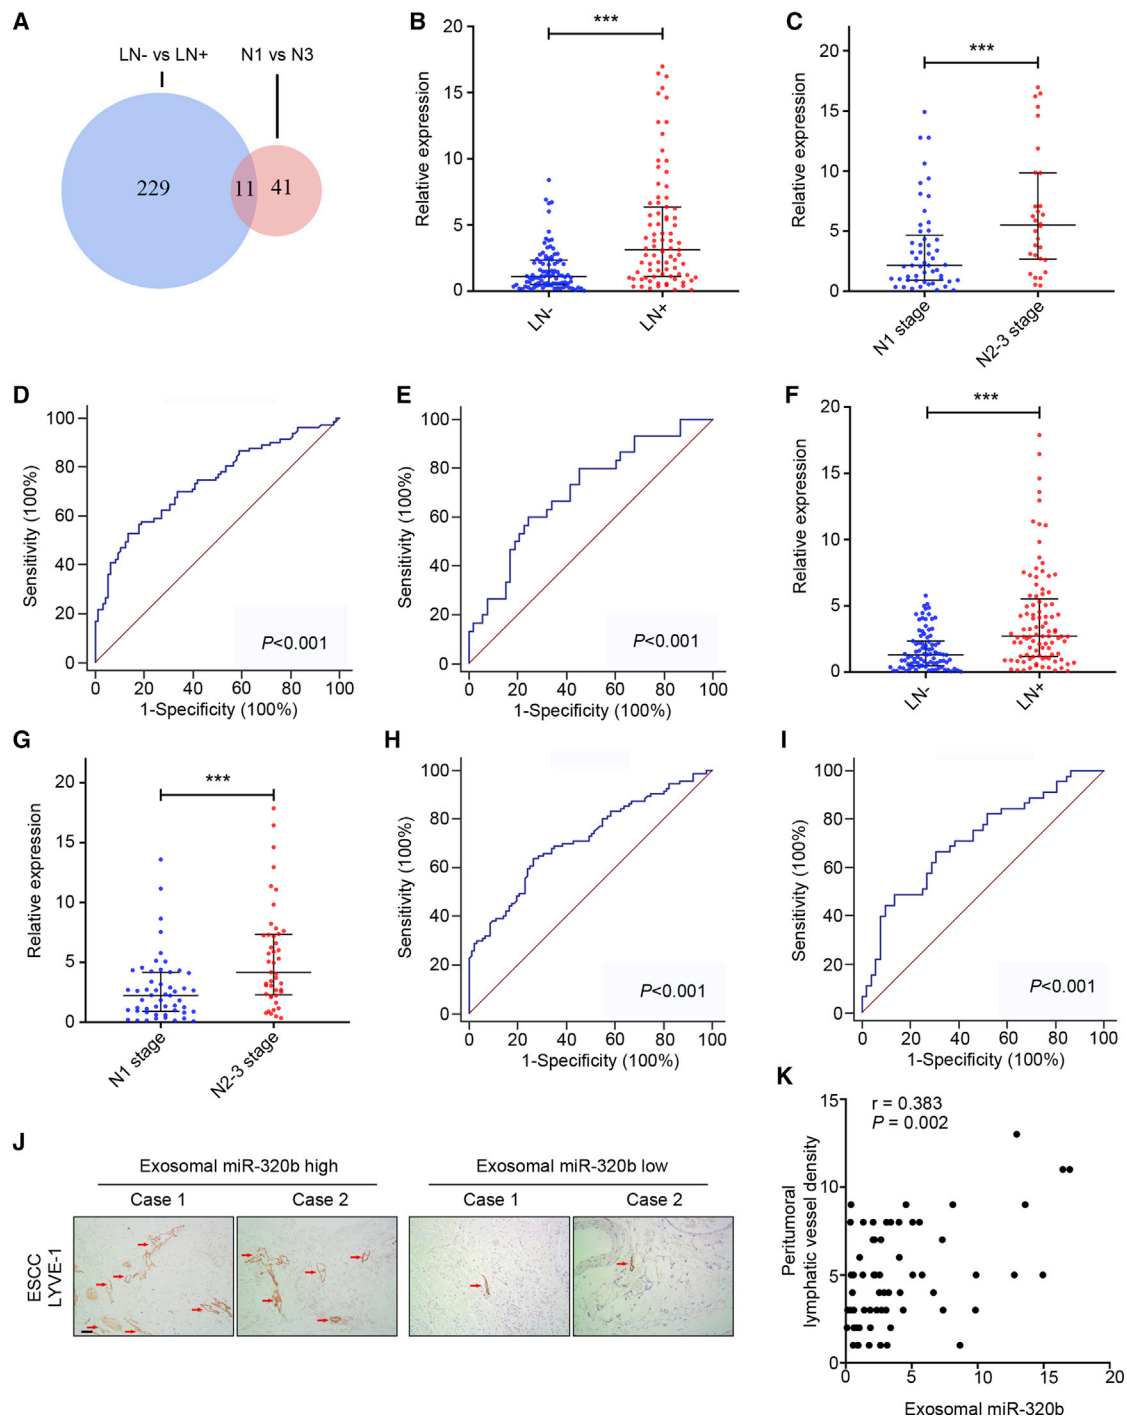 A
LN- vs LN+
N1 vs N3
229
11
41
B
Relative expression
20
15
10
5
0
***
LN-
LN+
C
Relative expression
20
15
10
5
0
***
N1 stage
N2-3 stage
D
Sensitivity (100%)
100
80
60
40
20
0
P<0.001
0 20 40 60 80 100
1-Specificity (100%)
E
Sensitivity (100%)
100
80
60
40
20
0
P<0.001
0 20 40 60 80 100
1-Specificity (100%)
F
Relative expression
20
15
10
5
0
***
LN-
LN+
G
Relative expression
20
15
10
5
0
***
N1 stage
N2-3 stage
H
Sensitivity (100%)
100
80
60
40
20
0
P<0.001
0 20 40 60 80 100
1-Specificity (100%)
I
Sensitivity (100%)
100
80
60
40
20
0
P<0.001
0 20 40 60 80 100
1-Specificity (100%)
J
Exosomal miR-320b high
Exosomal miR-320b low
Case 1
Case 2
Case 1
Case 2
ESCC
LYVE-1
K
r = 0.383
P = 0.002
Peritumoral
lymphatic vessel density
15
10
5
0
0 5 10 15 20
Exosomal miR-320b